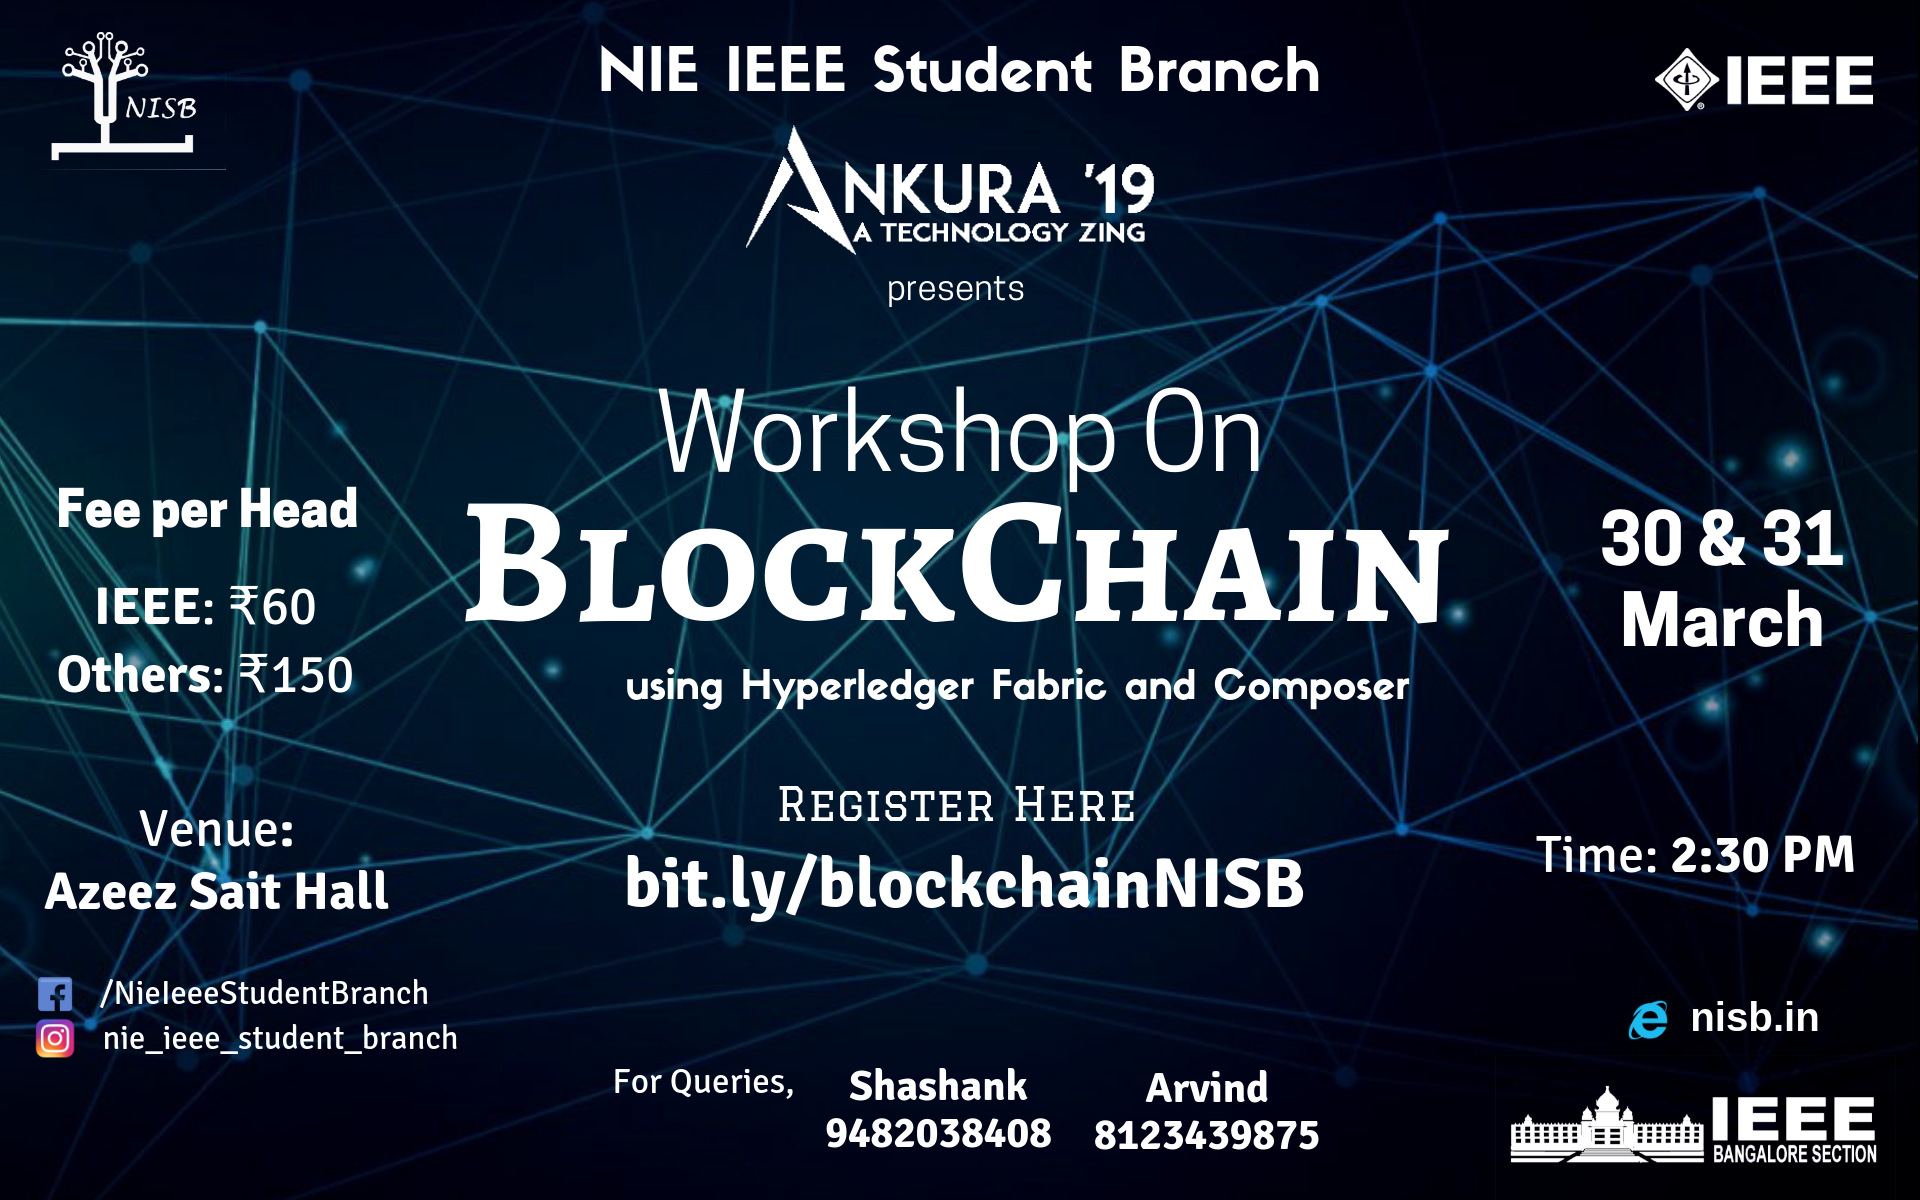 NISB
NIE IEEE Student Branch
IEEE
ANKURA '19
A TECHNOLOGY ZING
presents
Workshop On
BLOCKCHAIN
using Hyperledger Fabric and Composer
Fee per Head
IEEE: ₹60
Others: ₹150
30 & 31
March
Venue:
Azeez Sait Hall
REGISTER HERE
bit.ly/blockchainNISB
Time: 2:30 PM
/NieIeeeStudentBranch
nie_ieee_student_branch
nisb.in
For Queries,
Shashank
9482038408
Arvind
8123439875
IEEE
BANGALORE SECTION